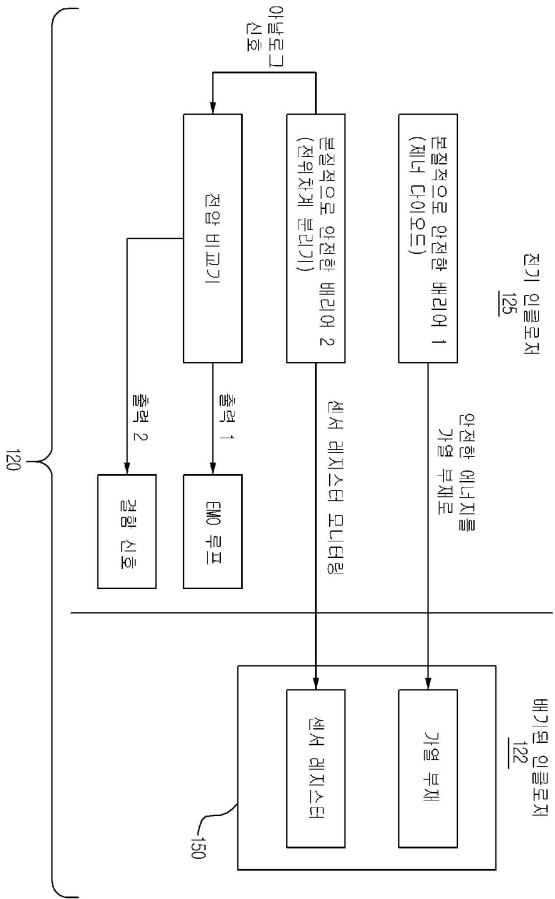 전기 인클로저
125
배기된 인클로저
122
본질적으로 안전한 배리어 1
(제너 다이오드)
안전한 에너지를
가열 부재로
가열 부재
본질적으로 안전한 배리어 2
(전위차계 분리기)
센서 레지스터 모니터링
센서 레지스터
150
아날로그
신호
전압 비교기
출력 1
EMO 루프
출력 2
결함 신호
120